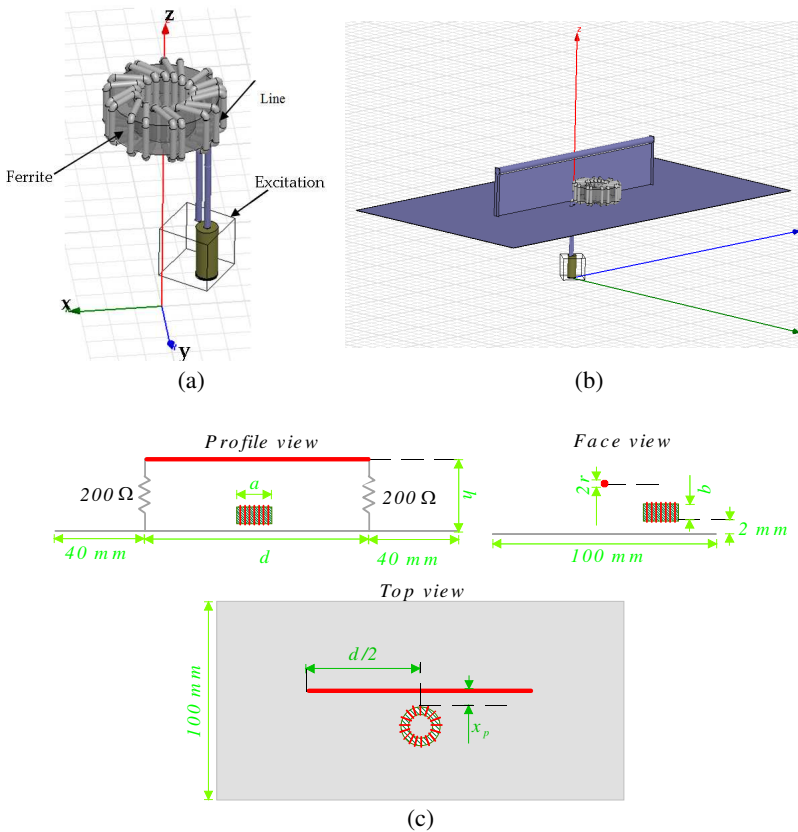 z
Line
Ferrite
Excitation
x
y
(a)
z
(b)
Profile view
Face view
a
200 Ω
200 Ω
h
2r
b
2 mm
40 mm
d
40 mm
100 mm
Top view
d/2
100 mm
x_p
(c)